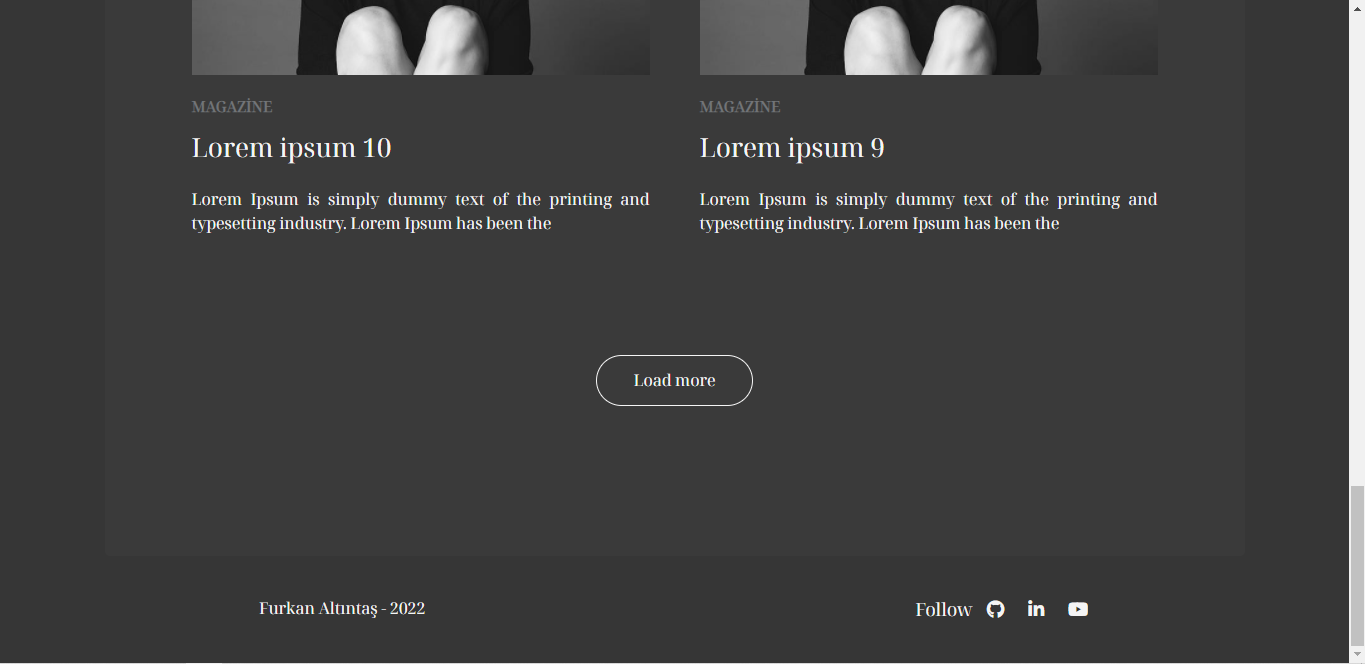 MAGAZİNE
Lorem ipsum 10
Lorem Ipsum is simply dummy text of the printing and
typesetting industry. Lorem Ipsum has been the
MAGAZİNE
Lorem ipsum 9
Lorem Ipsum is simply dummy text of the printing and
typesetting industry. Lorem Ipsum has been the
Load more
Furkan Altıntaş - 2022
Follow